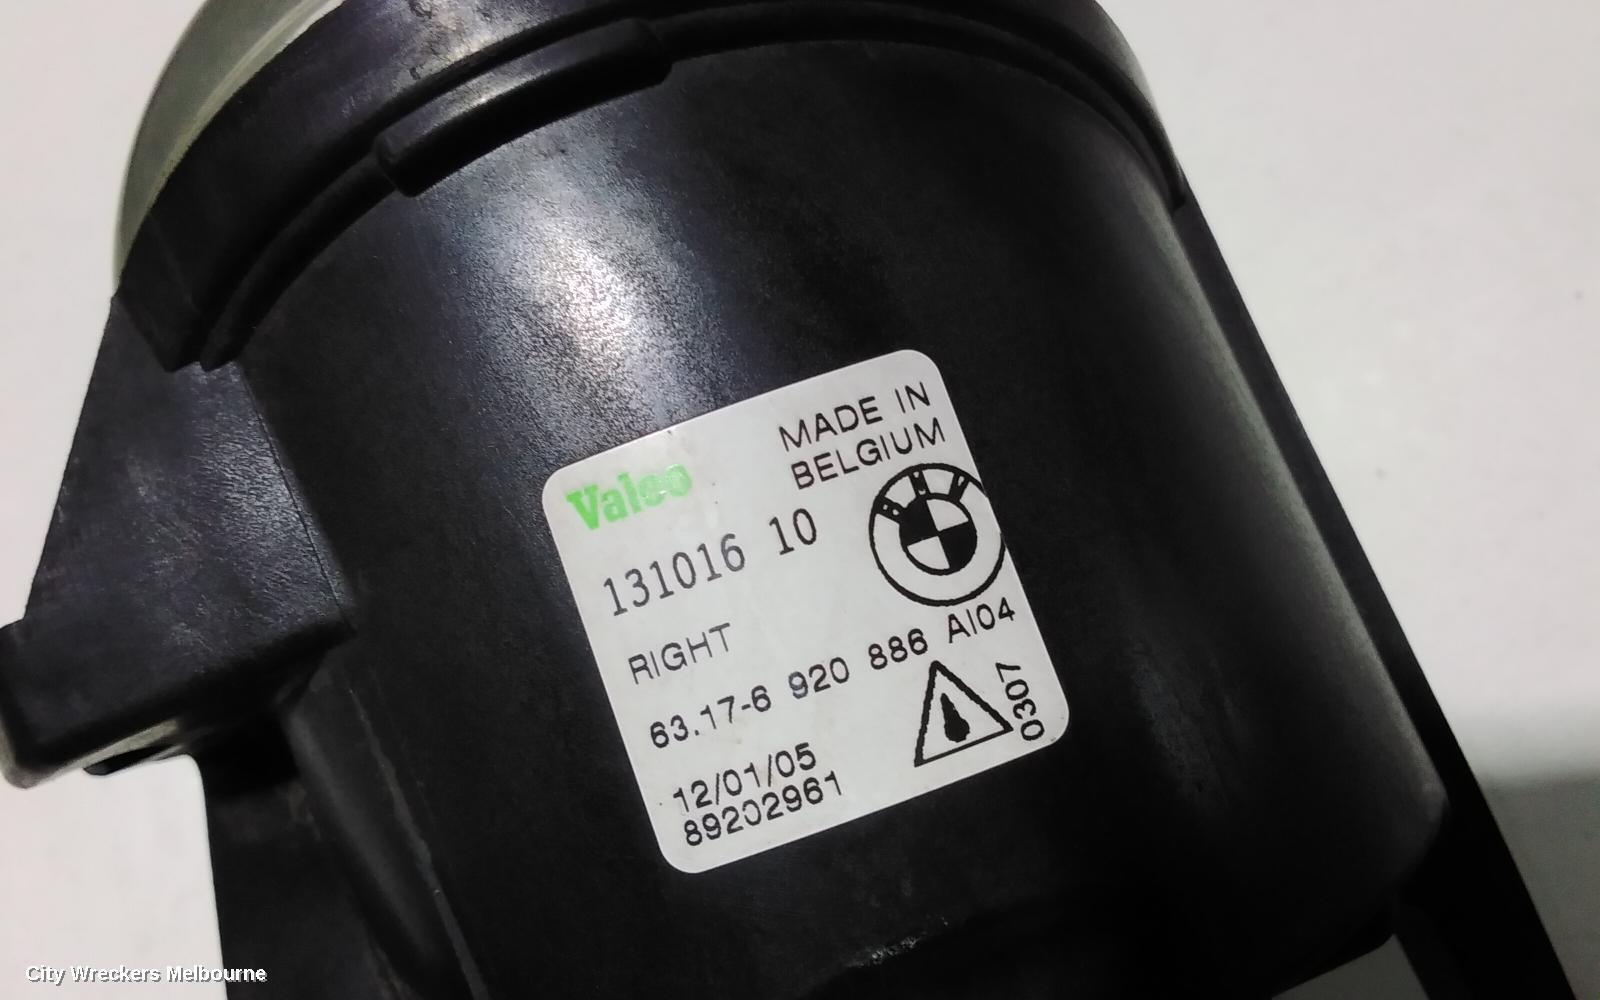 MADE IN
BELGIUM
Valeo
BMW
131016 10
RIGHT
63.17-6 920 886 AI04
0307
12/01/05
89202961
City Wreckers Melbourne